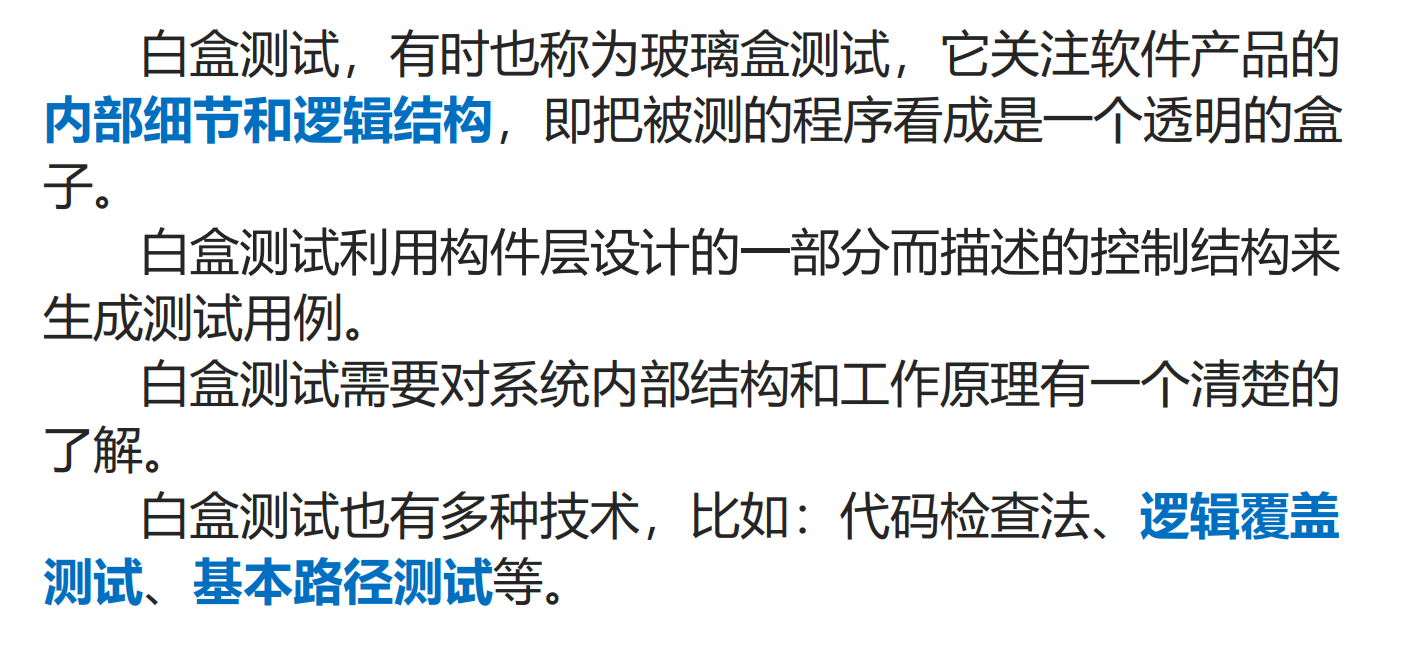 白盒测试，有时也称为玻璃盒测试，它关注软件产品的
内部细节和逻辑结构，即把被测的程序看成是一个透明的盒
子。
白盒测试利用构件层设计的一部分而描述的控制结构来
生成测试用例。
白盒测试需要对系统内部结构和工作原理有一个清楚的
了解。
白盒测试也有多种技术，比如：代码检查法、逻辑覆盖
测试、基本路径测试等。